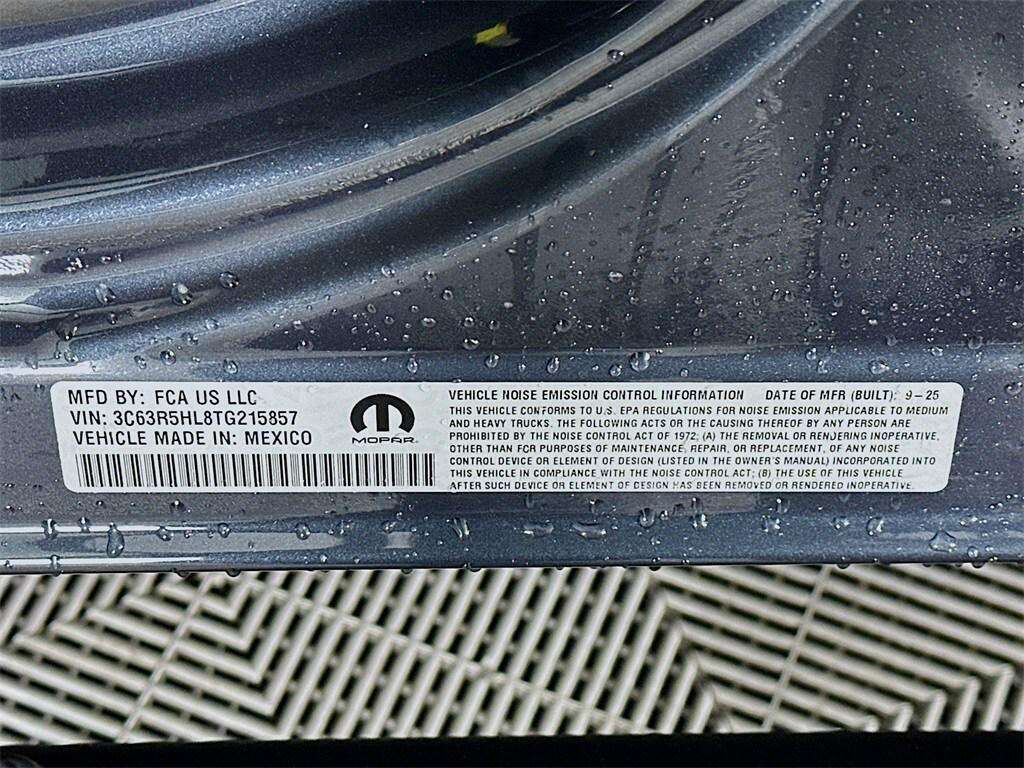 MFD BY: FCA US LLC
VIN: 3C63R5HL8TG215857
VEHICLE MADE IN: MEXICO
MOPAR
VEHICLE NOISE EMISSION CONTROL INFORMATION DATE OF MFR (BUILT): 9-25
THIS VEHICLE CONFORMS TO U.S. EPA REGULATIONS FOR NOISE EMISSION APPLICABLE TO MEDIUM
AND HEAVY TRUCKS. THE FOLLOWING ACTS OR THE CAUSING THEREOF BY ANY PERSON
PROHIBITED BY THE NOISE CONTROL ACT OF 1972; (A) THE REMOVAL OR RENDERING INOPERATIVE,
OTHER THAN FOR PURPOSES OF MAINTENANCE, REPAIR, OR REPLACEMENT, OF ANY NOISE
CONTROL DEVICE OR ELEMENT OF DESIGN (LISTED IN THE OWNER'S MANUAL) INCORPORATED INTO
THIS VEHICLE IN COMPLIANCE WITH THE NOISE CONTROL ACT; (B) THE USE OF THIS VEHICLE
AFTER SUCH DEVICE OR ELEMENT OF DESIGN HAS BEEN REMOVED OR RENDERED INOPERATIVE.